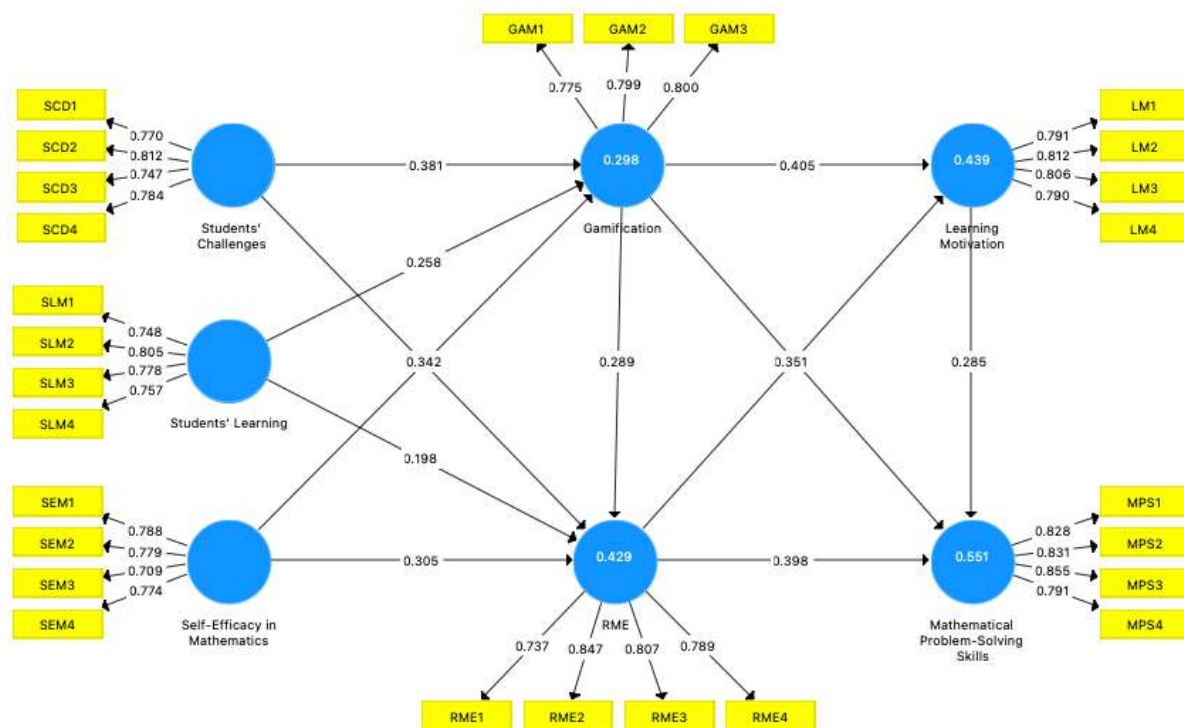 GAM1
GAM2
GAM3
0.775
0.799
0.800
SCD1
SCD2
SCD3
SCD4
0.770
0.812
0.747
0.784
Students'
Challenges
0.381
0.298
Gamification
0.405
0.439
Learning
Motivation
0.791
0.812
0.806
0.790
LM1
LM2
LM3
LM4
0.258
SLM1
SLM2
SLM3
SLM4
0.748
0.805
0.778
0.757
Students' Learning
0.342
0.289
0.351
0.285
0.198
SEM1
SEM2
SEM3
SEM4
0.788
0.779
0.709
0.774
Self-Efficacy in
Mathematics
0.305
0.429
RME
0.398
0.551
Mathematical
Problem-Solving
Skills
0.828
0.831
0.855
0.791
MPS1
MPS2
MPS3
MPS4
0.737
0.847
0.807
0.789
RME1
RME2
RME3
RME4